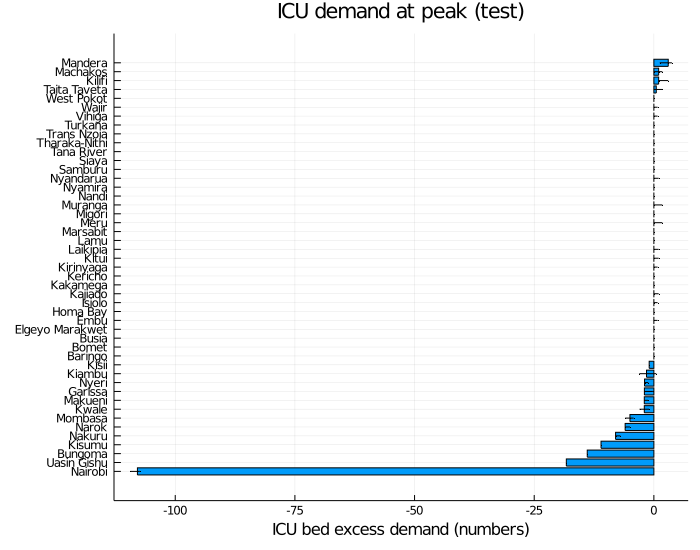 ICU demand at peak (test)
Mandera
Machakos
Kilifi
Taita Taveta
West Pokot
Wajir
Vihiga
Turkana
Trans Nzoia
Tharaka-Nithi
Tana River
Siaya
Samburu
Nyandarua
Nyamira
Nandi
Muranga
Migori
Meru
Marsabit
Lamu
Laikipia
Kitui
Kirinyaga
Kericho
Kakamega
Kajiado
Isiolo
Homa Bay
Embu
Elgeyo Marakwet
Busia
Bomet
Baringo
Kisii
Kiambu
Nyeri
Garissa
Makueni
Kwale
Mombasa
Narok
Nakuru
Kisumu
Bungoma
Uasin Gishu
Nairobi
-100 -75 -50 -25 0
ICU bed excess demand (numbers)